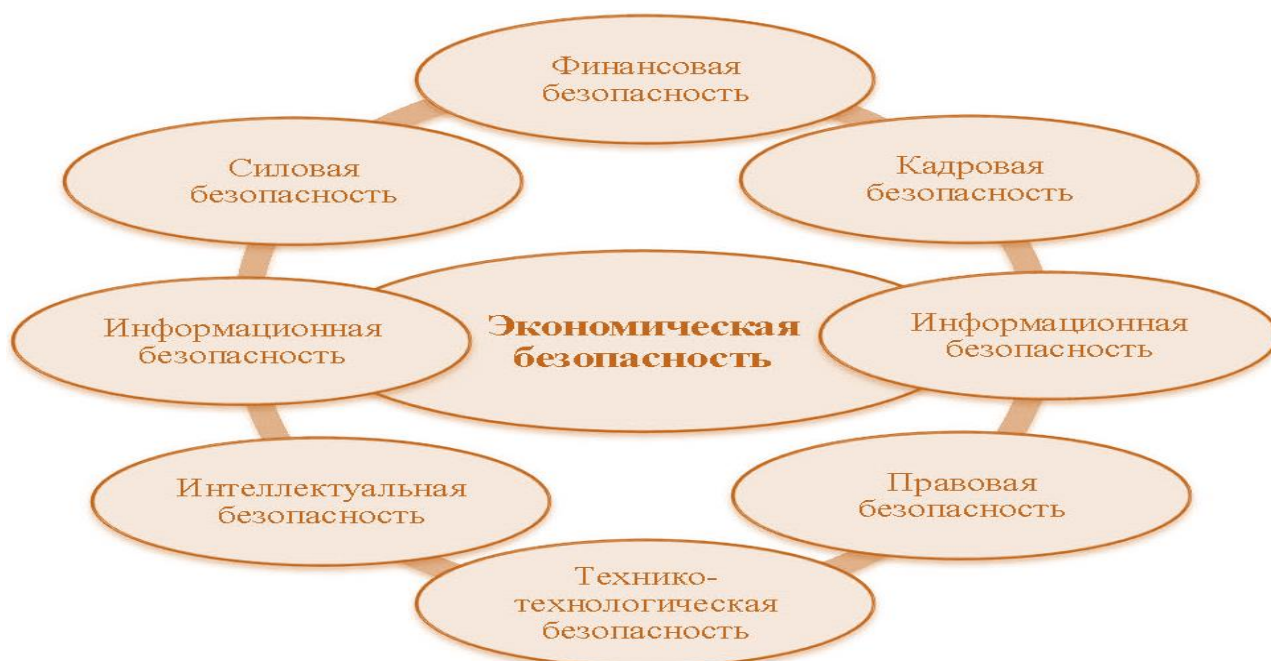 Финансовая
безопасность
Силовая
безопасность
Кадровая
безопасность
Информационная
безопасность
Экономическая
безопасность
Информационная
безопасность
Интеллектуальная
безопасность
Правовая
безопасность
Технико-
технологическая
безопасность